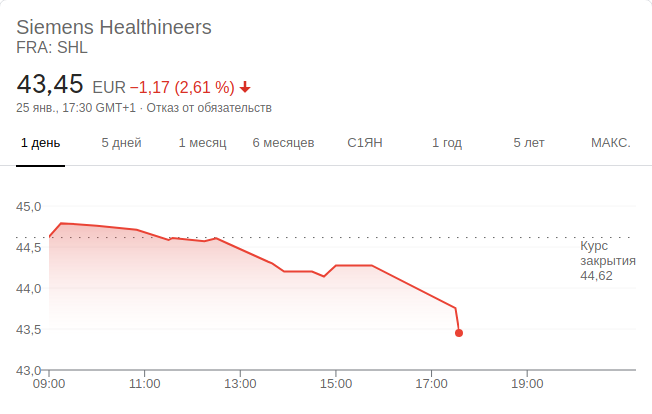 Siemens Healthineers
FRA: SHL
43,45 EUR −1,17 (2,61 %)
25 янв., 17:30 GMT+1 · Отказ от обязательств
1 день 5 дней 1 месяц 6 месяцев С1ЯН 1 год 5 лет МАКС.
45,0
44,5
44,0
43,5
43,0
Курс
закрытия
44,62
09:00 11:00 13:00 15:00 17:00 19:00